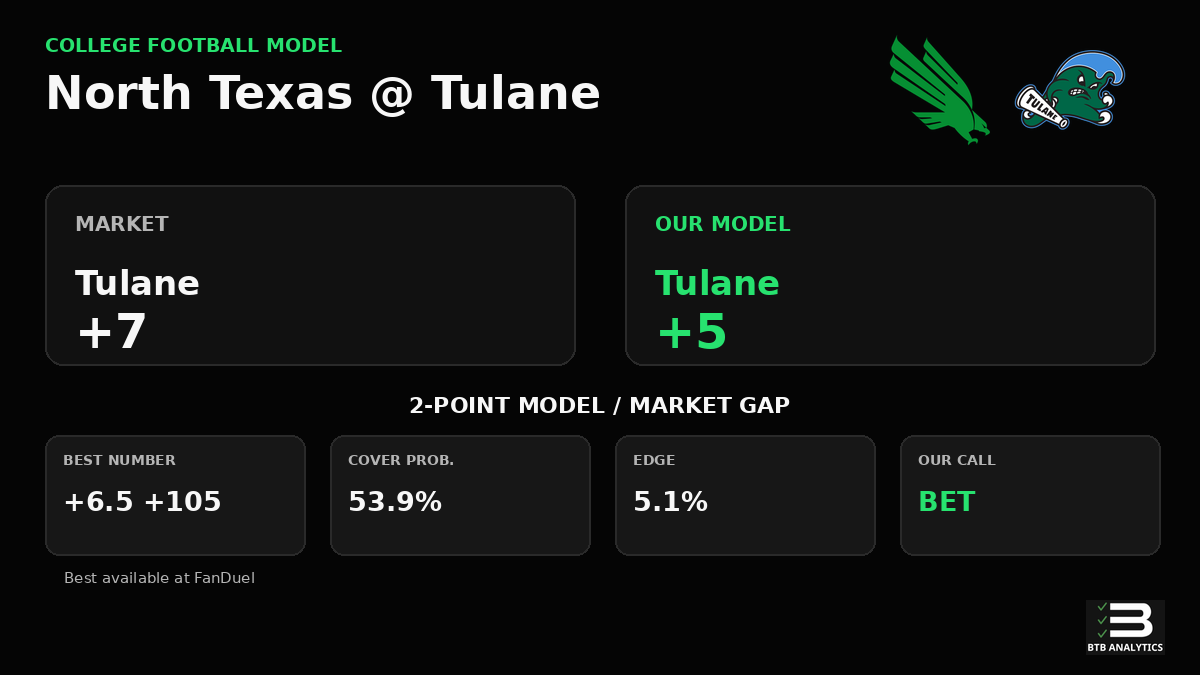 COLLEGE FOOTBALL MODEL
North Texas @ Tulane
TULANE
MARKET
Tulane
+7
OUR MODEL
Tulane
+5
2-POINT MODEL / MARKET GAP
BEST NUMBER
+6.5 +105
COVER PROB.
53.9%
EDGE
5.1%
OUR CALL
BET
Best available at FanDuel
B
BTB ANALYTICS